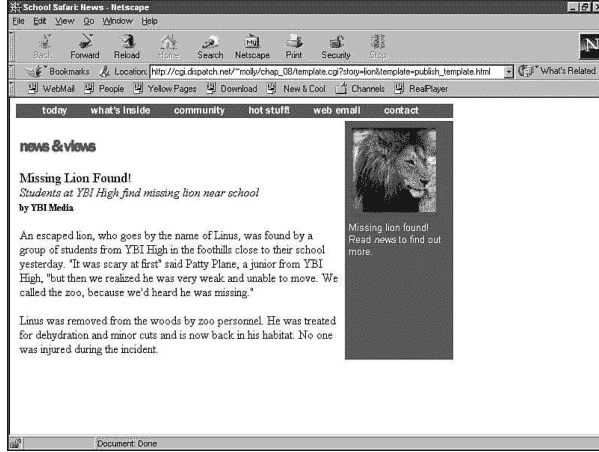 School Safari: News - Netscape
File Edit View Go Window Help
Back Forward Reload Home Search Netscape Print Security Stop
Bookmarks Location: http://cgi.dispatch.net/~molly/chap_08/template.cgi?story=lion&template=publish_template.html What's Related
WebMail People Yellow Pages Download New & Cool Channels RealPlayer
today what's inside community hot stuff! web email contact
news & views
Missing Lion Found!
Students at YBI High find missing lion near school
by YBI Media
An escaped lion, who goes by the name of Linus, was found by a
group of students from YBI High in the foothills close to their school
yesterday. "It was scary at first" said Patty Plane, a junior from YBI
High, "but then we realized he was very weak and unable to move. We
called the zoo, because we'd heard he was missing."
Linus was removed from the woods by zoo personnel. He was treated
for dehydration and minor cuts and is now back in his habitat. No one
was injured during the incident.
Missing lion found!
Read news to find out
more.
Document: Done